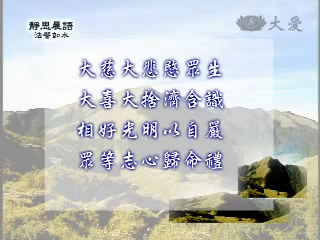 靜思晨語
法譬如水
大愛
大慈大悲愍眾生
大喜大捨濟含識
相好光明以自嚴
眾等志心歸命禮